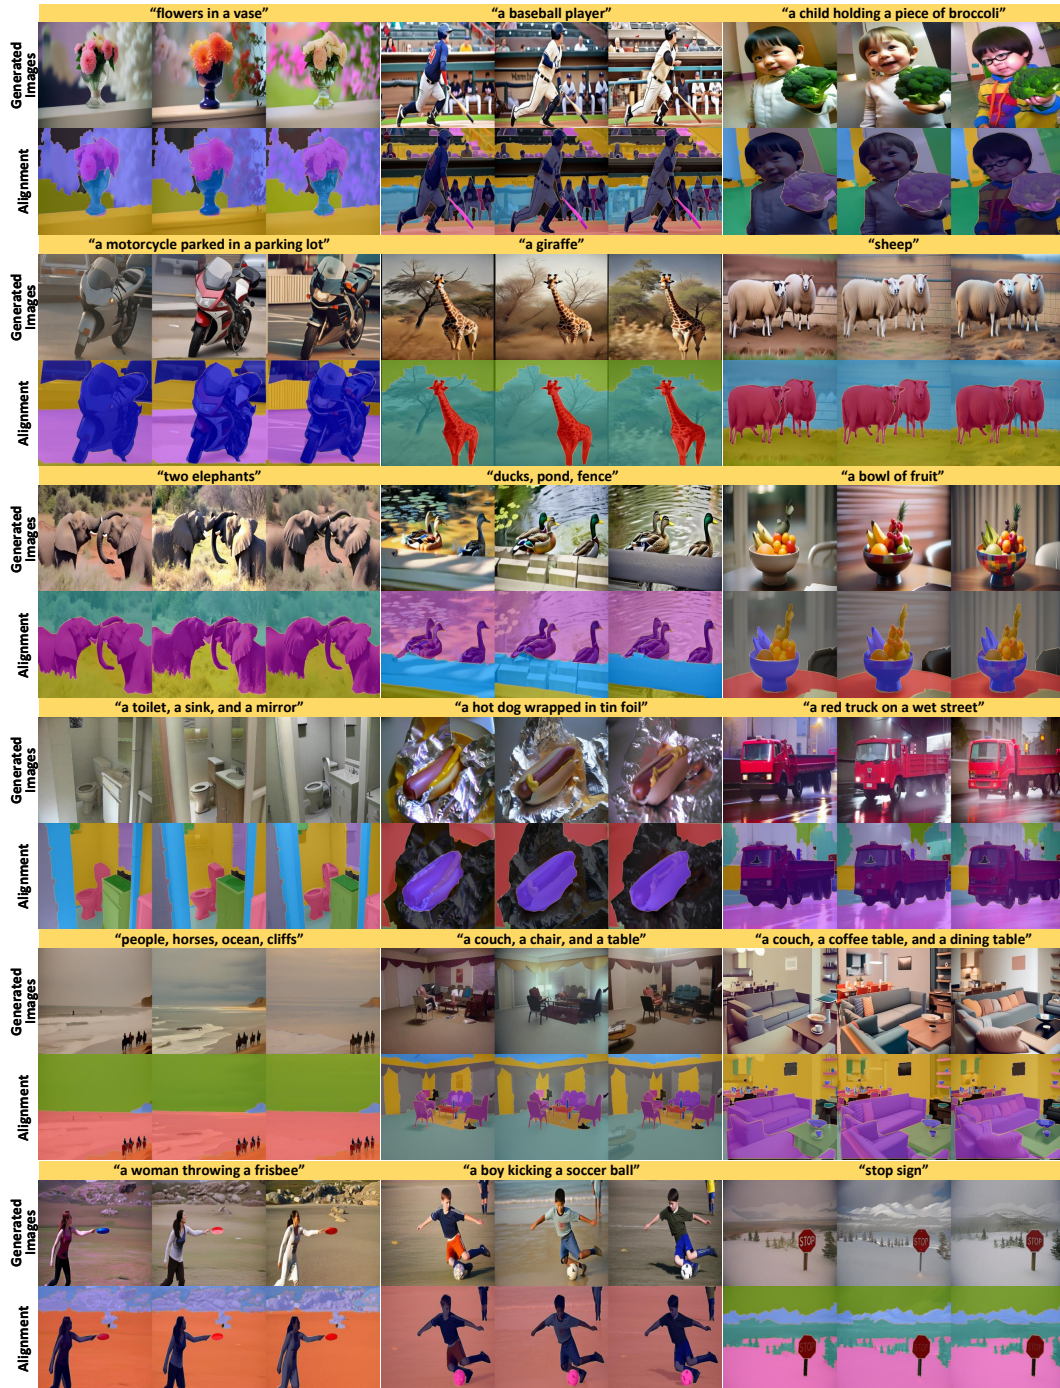 “flowers in a vase”
“a baseball player”
“a child holding a piece of broccoli”
Generated
Images
Alignment
“a motorcycle parked in a parking lot”
“a giraffe”
“sheep”
Generated
Images
Alignment
“two elephants”
“ducks, pond, fence”
“a bowl of fruit”
Generated
Images
Alignment
“a toilet, a sink, and a mirror”
“a hot dog wrapped in tin foil”
“a red truck on a wet street”
Generated
Images
Alignment
“people, horses, ocean, cliffs”
“a couch, a chair, and a table”
“a couch, a coffee table, and a dining table”
Generated
Images
Alignment
“a woman throwing a frisbee”
“a boy kicking a soccer ball”
“stop sign”
Generated
Images
STOP
STOP
STOP
Alignment